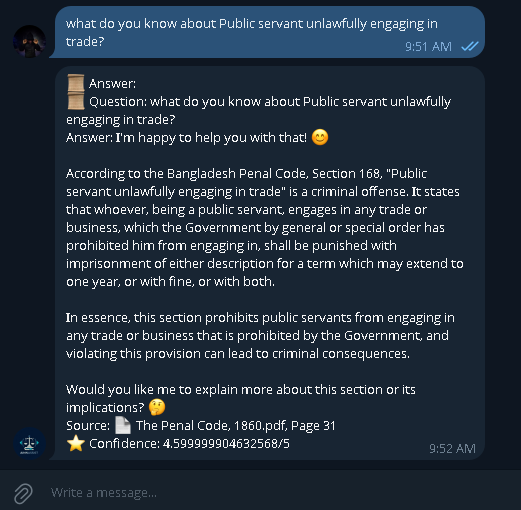 what do you know about Public servant unlawfully engaging in
trade?
9:51 AM
Answer:
Question: what do you know about Public servant unlawfully
engaging in trade?
Answer: I'm happy to help you with that! 😊
According to the Bangladesh Penal Code, Section 168, "Public
servant unlawfully engaging in trade" is a criminal offense. It states
that whoever, being a public servant, engages in any trade or
business, which the Government by general or special order has
prohibited him from engaging in, shall be punished with
imprisonment of either description for a term which may extend to
one year, or with fine, or with both.
In essence, this section prohibits public servants from engaging in
any trade or business that is prohibited by the Government, and
violating this provision can lead to criminal consequences.
Would you like me to explain more about this section or its
implications? 🤔
Source: 📄 The Penal Code, 1860.pdf, Page 31
⭐ Confidence: 4.599999904632568/5
9:52 AM
Write a message...